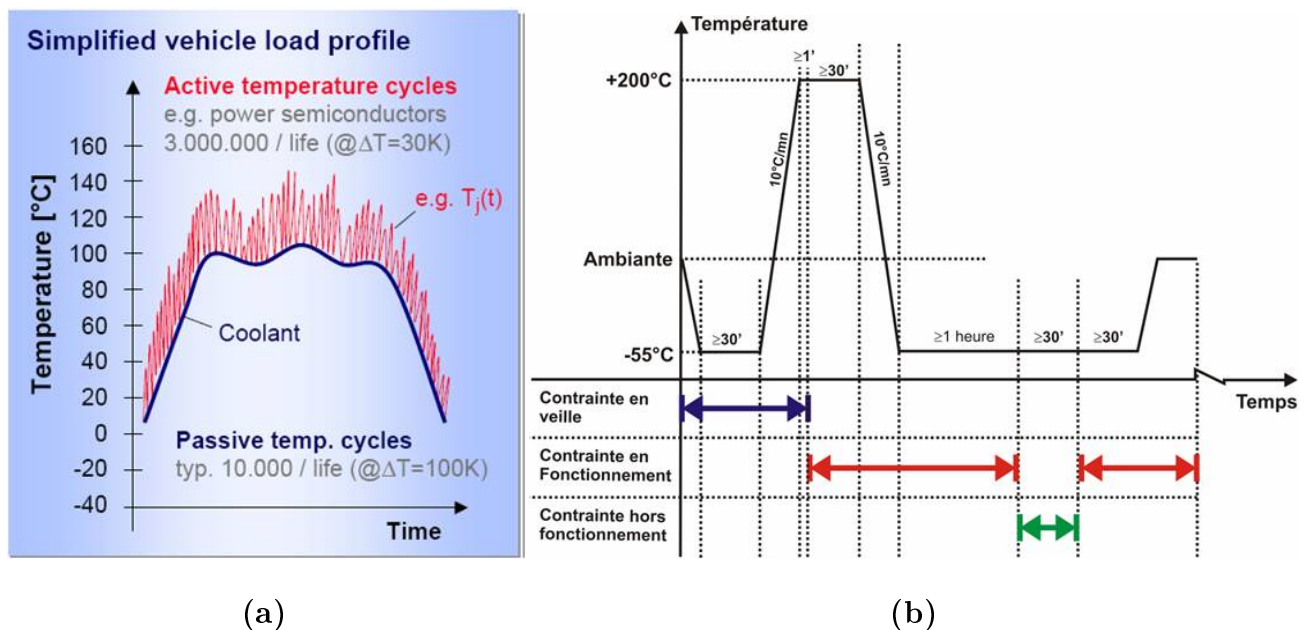 Simplified vehicle load profile
Active temperature cycles
e.g. power semiconductors
3.000.000 / life (@ΔT=30K)
Temperature [°C]
160
140
120
100
80
60
40
20
0
-20
-40
e.g. Tj(t)
Coolant
Passive temp. cycles
typ. 10.000 / life (@ΔT=100K)
Time
(a)
Température
≥1'
≥30'
+200°C
10°C/mn
10°C/mn
Ambiante
≥30'
≥1 heure
≥30'
≥30'
-55°C
Temps
Contrainte en
veille
Contrainte en
Fonctionnement
Contrainte hors
fonctionnement
(b)